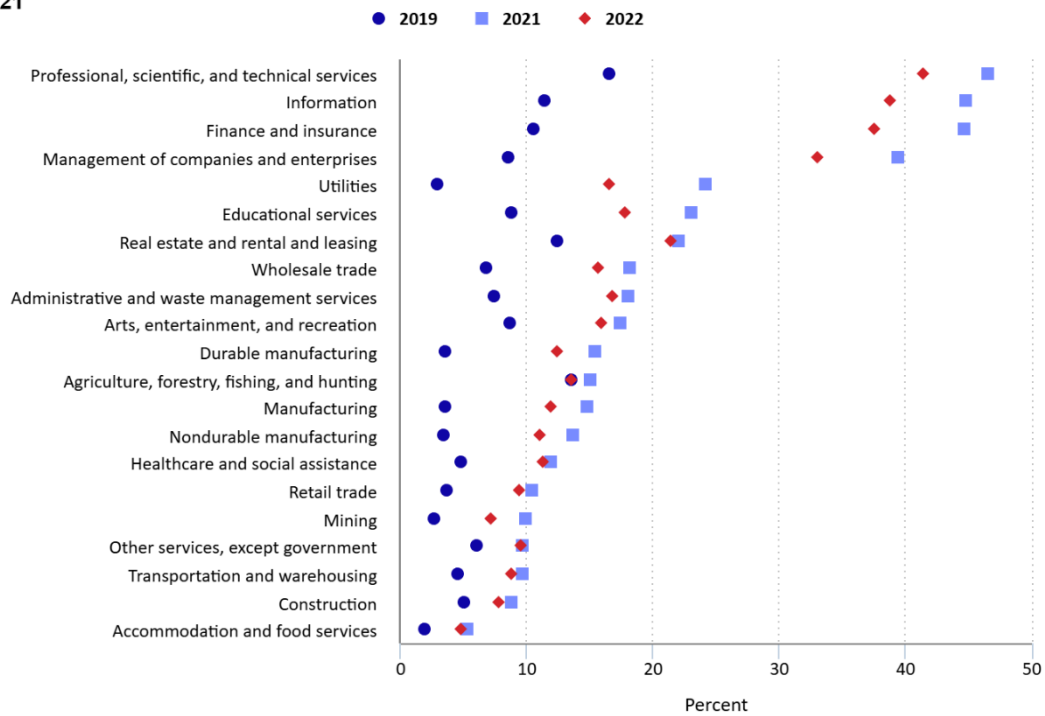 21
2019 2021 2022
Professional, scientific, and technical services
Information
Finance and insurance
Management of companies and enterprises
Utilities
Educational services
Real estate and rental and leasing
Wholesale trade
Administrative and waste management services
Arts, entertainment, and recreation
Durable manufacturing
Agriculture, forestry, fishing, and hunting
Manufacturing
Nondurable manufacturing
Healthcare and social assistance
Retail trade
Mining
Other services, except government
Transportation and warehousing
Construction
Accommodation and food services
0 10 20 30 40 50
Percent